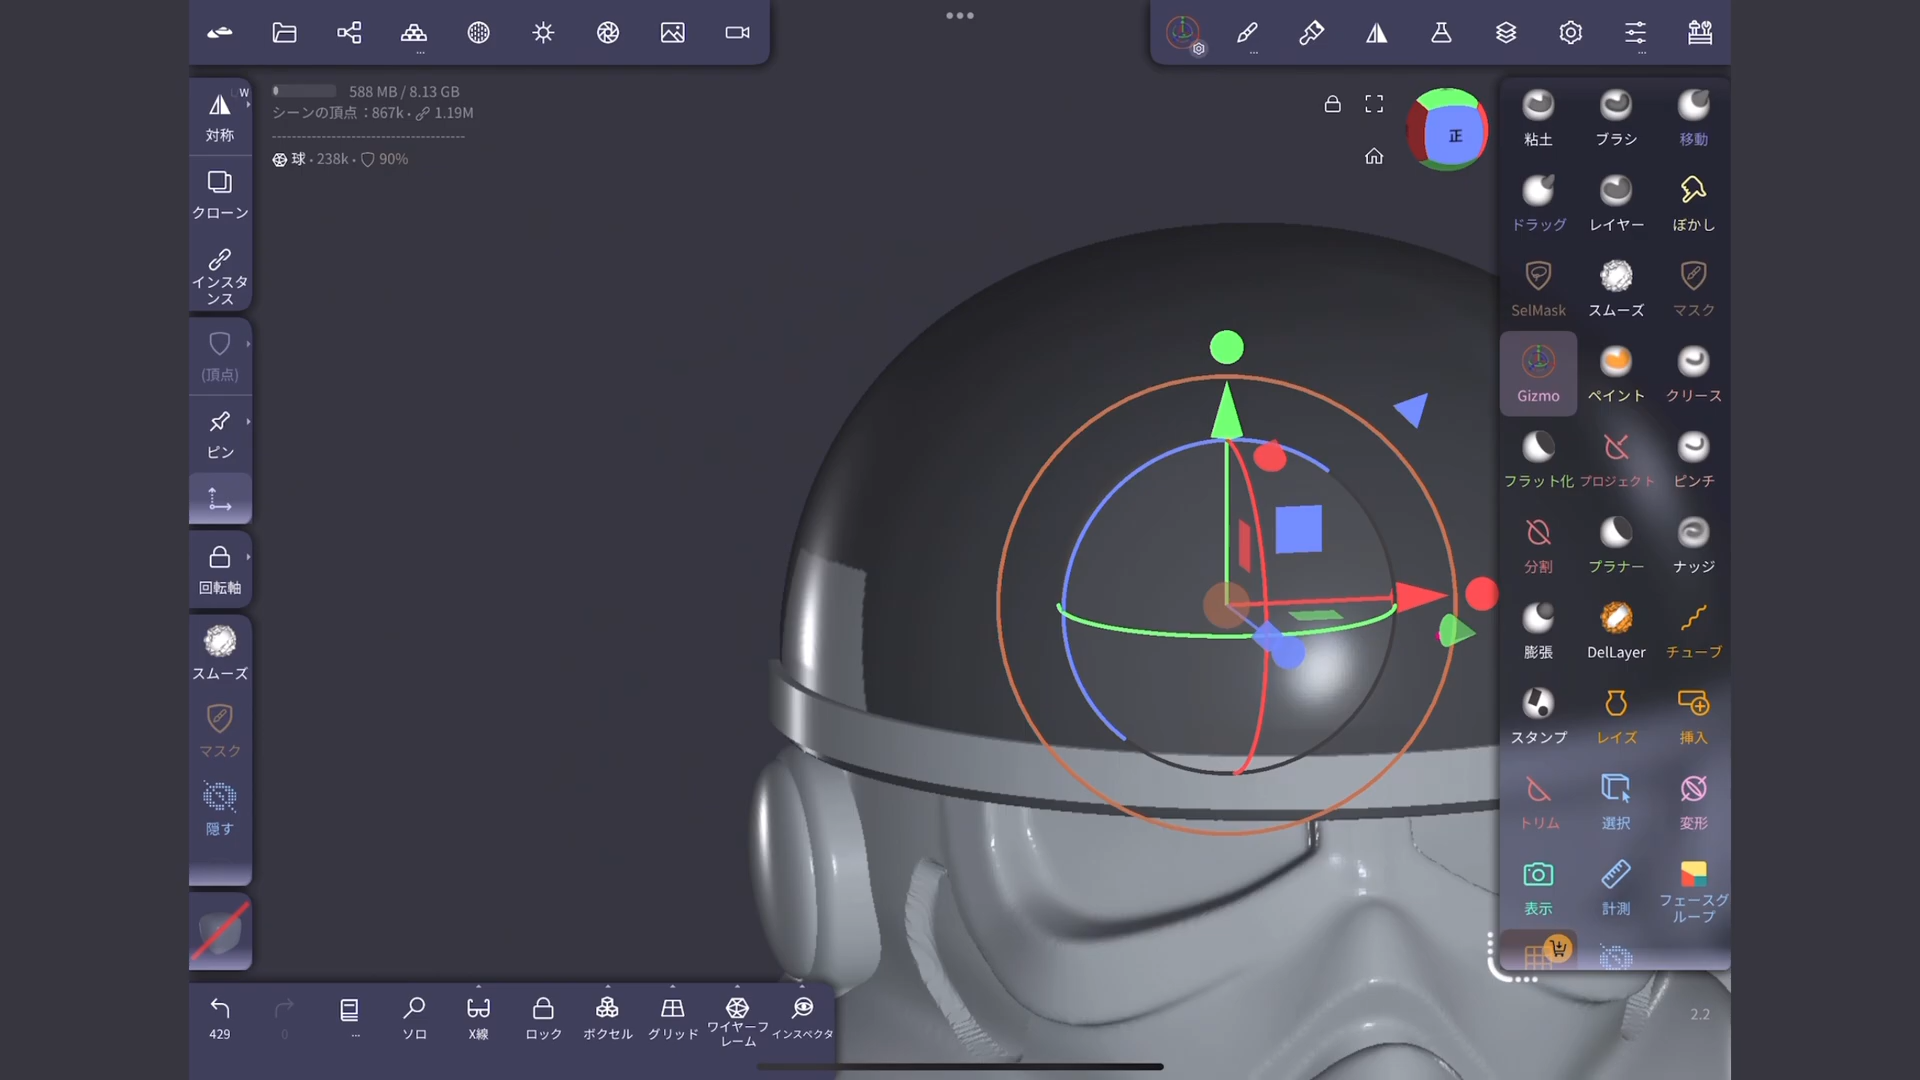 588 MB / 8.13 GB
シーンの頂点：867k • 1.19M
球 • 238k • 90%
W
対称
クローン
インスタ
ンス
(頂点)
ピン
回転軸
スムーズ
マスク
隠す
正
粘土 ブラシ 移動
ドラッグ レイヤー ぼかし
SelMask スムーズ マスク
Gizmo ペイント クリース
フラット化 プロジェクト ピンチ
分割 プラナー ナッジ
膨張 DelLayer チューブ
スタンプ レイズ 挿入
トリム 選択 変形
表示 計測 フェースグ
ループ
429 0 ... ソロ X線 ロック ボクセル グリッド ワイヤーフ
レーム インスペクタ
2.2